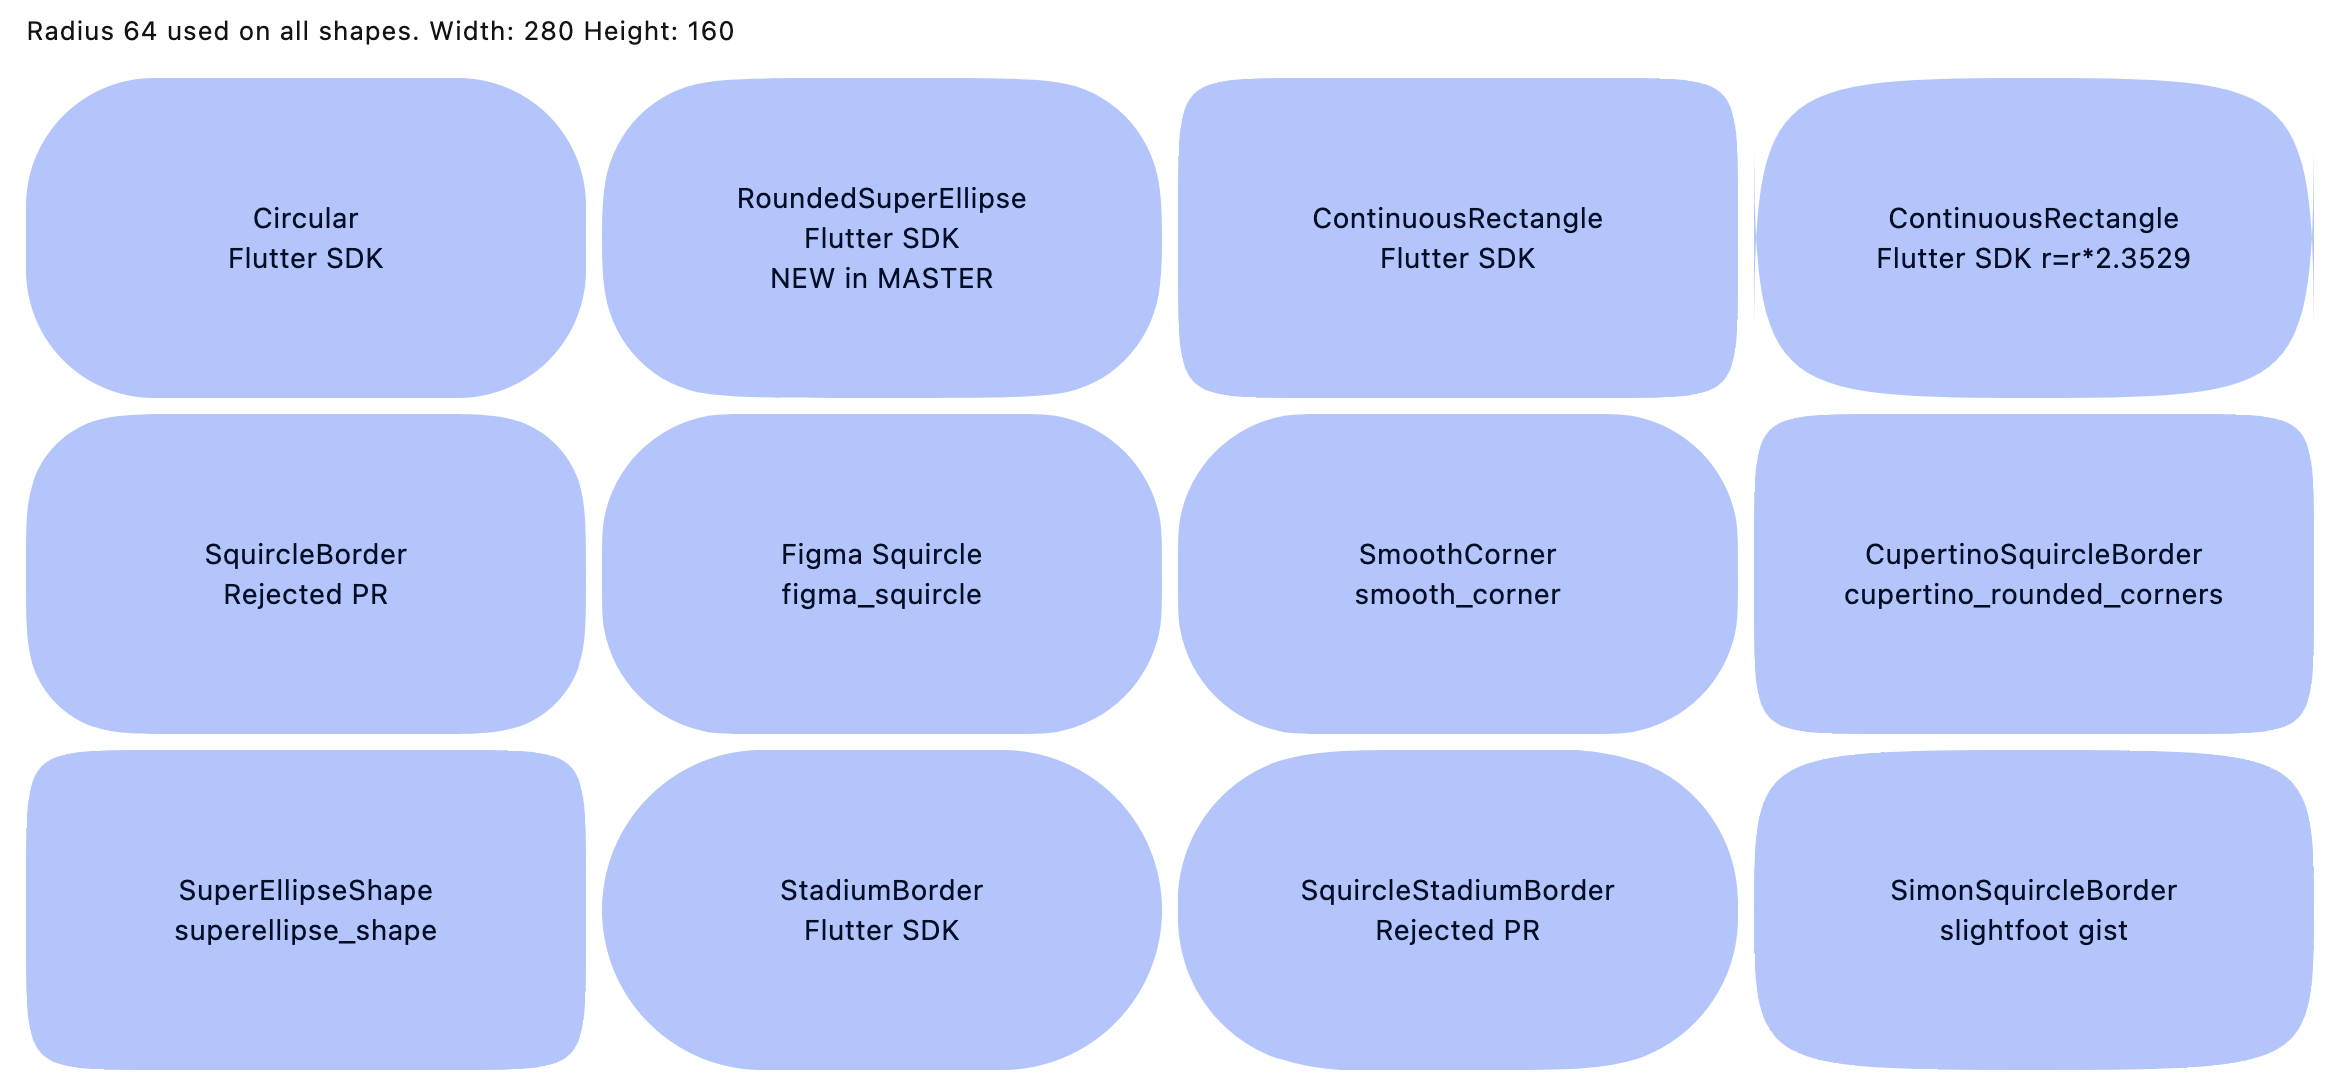 Radius 64 used on all shapes. Width: 280 Height: 160
Circular
Flutter SDK
RoundedSuperEllipse
Flutter SDK
NEW in MASTER
ContinuousRectangle
Flutter SDK
ContinuousRectangle
Flutter SDK r=r*2.3529
SquircleBorder
Rejected PR
Figma Squircle
figma_squircle
SmoothCorner
smooth_corner
CupertinoSquircleBorder
cupertino_rounded_corners
SuperEllipseShape
superellipse_shape
StadiumBorder
Flutter SDK
SquircleStadiumBorder
Rejected PR
SimonSquircleBorder
slightfoot gist